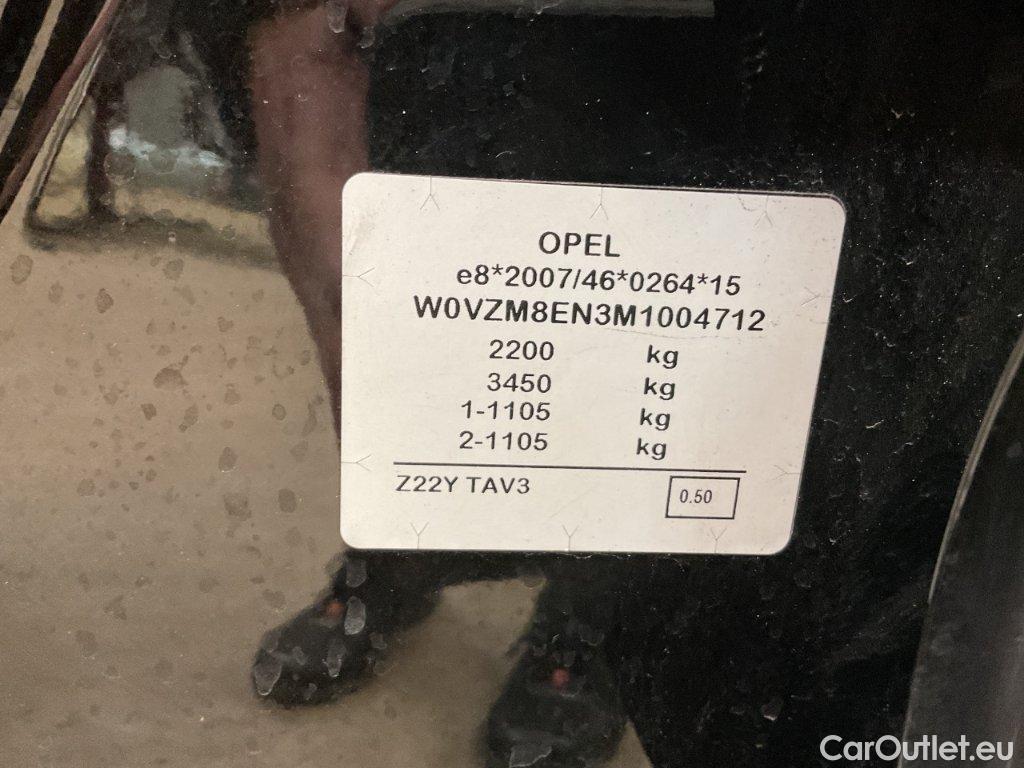 OPEL
e8*2007/46*0264*15
W0VZM8EN3M1004712
2200 kg
3450 kg
1-1105 kg
2-1105 kg
Z22Y TAV3 0.50
CarOutlet.eu